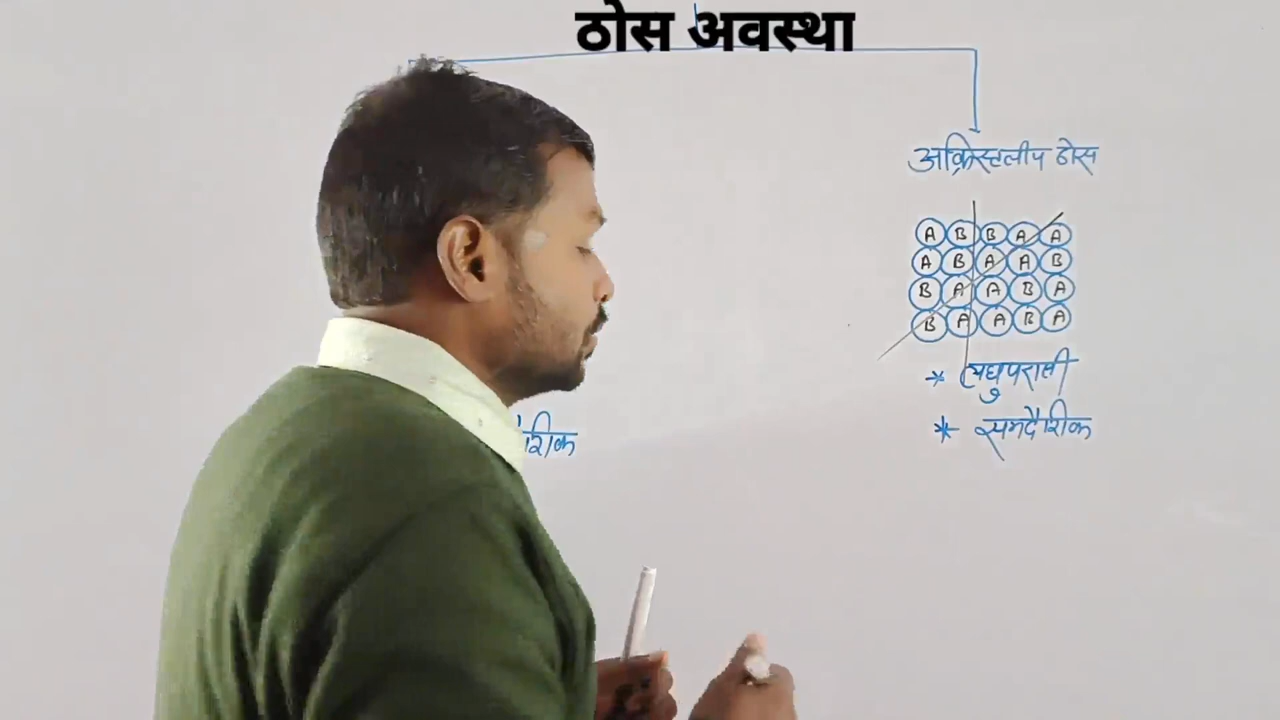 ठोस अवस्था
अक्रिस्टलीय ठोस
A B B A A
A B A A B
B A A B A
B A A B A
* लघुपरासी
* समदैशिक